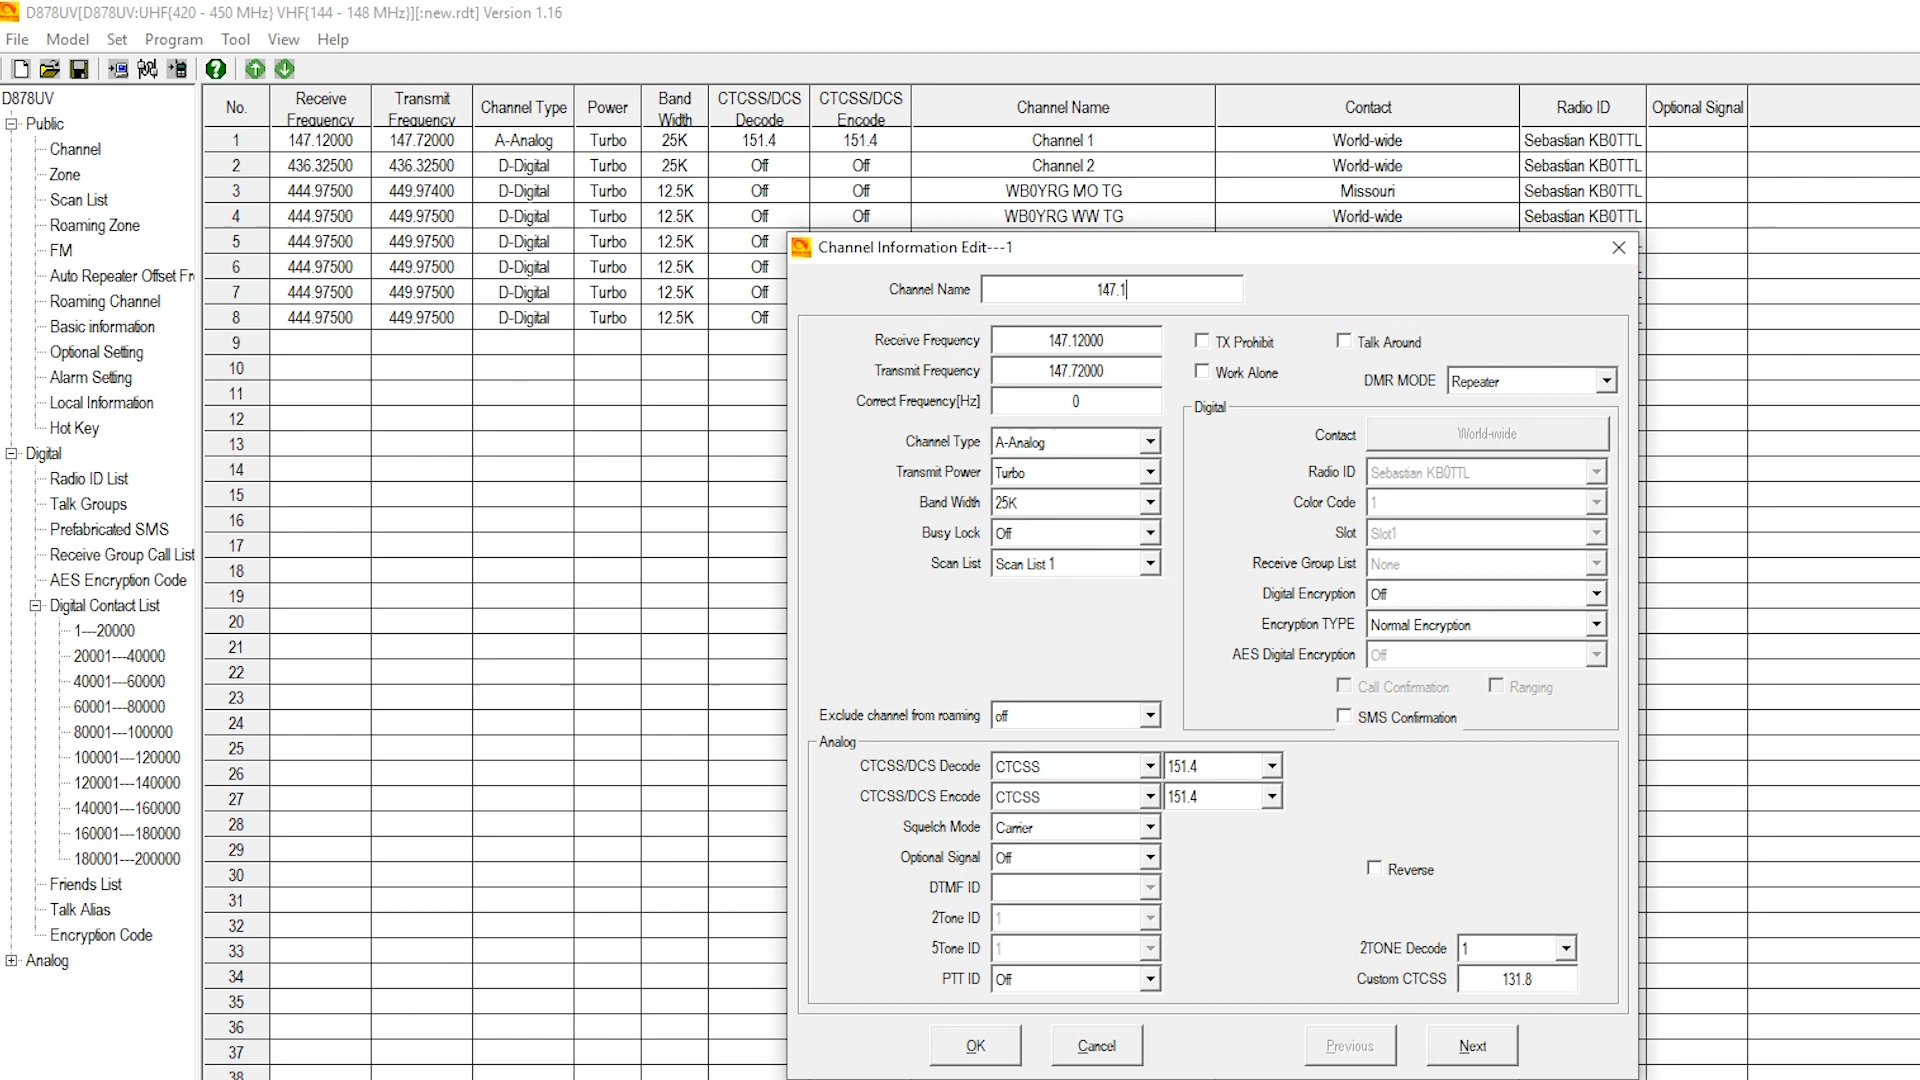 D878UV[D878UV:UHF{420 - 450 MHz} VHF{144 - 148 MHz}][:new.rdt] Version 1.16
File Model Set Program Tool View Help
D878UV
Public
Channel
Zone
Scan List
Roaming Zone
FM
Auto Repeater Offset Fr
Roaming Channel
Basic information
Optional Setting
Alarm Setting
Local Information
Hot Key
Digital
Radio ID List
Talk Groups
Prefabricated SMS
Receive Group Call List
AES Encryption Code
Digital Contact List
1---20000
20001---40000
40001---60000
60001---80000
80001---100000
100001---120000
120001---140000
140001---160000
160001---180000
180001---200000
Friends List
Talk Alias
Encryption Code
Analog
No. Receive Frequency Transmit Frequency Channel Type Power Band Width CTCSS/DCS Decode CTCSS/DCS Encode Channel Name Contact Radio ID Optional Signal
1 147.12000 147.72000 A-Analog Turbo 25K 151.4 151.4 Channel 1 World-wide Sebastian KB0TTL
2 436.32500 436.32500 D-Digital Turbo 25K Off Off Channel 2 World-wide Sebastian KB0TTL
3 444.97500 449.97400 D-Digital Turbo 12.5K Off Off WB0YRG MO TG Missouri Sebastian KB0TTL
4 444.97500 449.97500 D-Digital Turbo 12.5K Off Off WB0YRG WW TG World-wide Sebastian KB0TTL
5 444.97500 449.97500 D-Digital Turbo 12.5K Off
6 444.97500 449.97500 D-Digital Turbo 12.5K Off
7 444.97500 449.97500 D-Digital Turbo 12.5K Off
8 444.97500 449.97500 D-Digital Turbo 12.5K Off
9
10
11
12
13
14
15
16
17
18
19
20
21
22
23
24
25
26
27
28
29
30
31
32
33
34
35
36
37
38
Channel Information Edit---1
Channel Name 147.1
Receive Frequency 147.12000
Transmit Frequency 147.72000
Correct Frequency[Hz] 0
Channel Type A-Analog
Transmit Power Turbo
Band Width 25K
Busy Lock Off
Scan List Scan List 1
Exclude channel from roaming off
TX Prohibit Talk Around
Work Alone
DMR MODE Repeater
Digital
Contact World-wide
Radio ID Sebastian KB0TTL
Color Code 1
Slot Slot1
Receive Group List None
Digital Encryption Off
Encryption TYPE Normal Encryption
AES Digital Encryption Off
Call Confirmation Ranging
SMS Confirmation
Analog
CTCSS/DCS Decode CTCSS 151.4
CTCSS/DCS Encode CTCSS 151.4
Squelch Mode Carrier
Optional Signal Off
DTMF ID
2Tone ID 1
5Tone ID 1
PTT ID Off
Reverse
2TONE Decode 1
Custom CTCSS 131.8
OK Cancel Previous Next